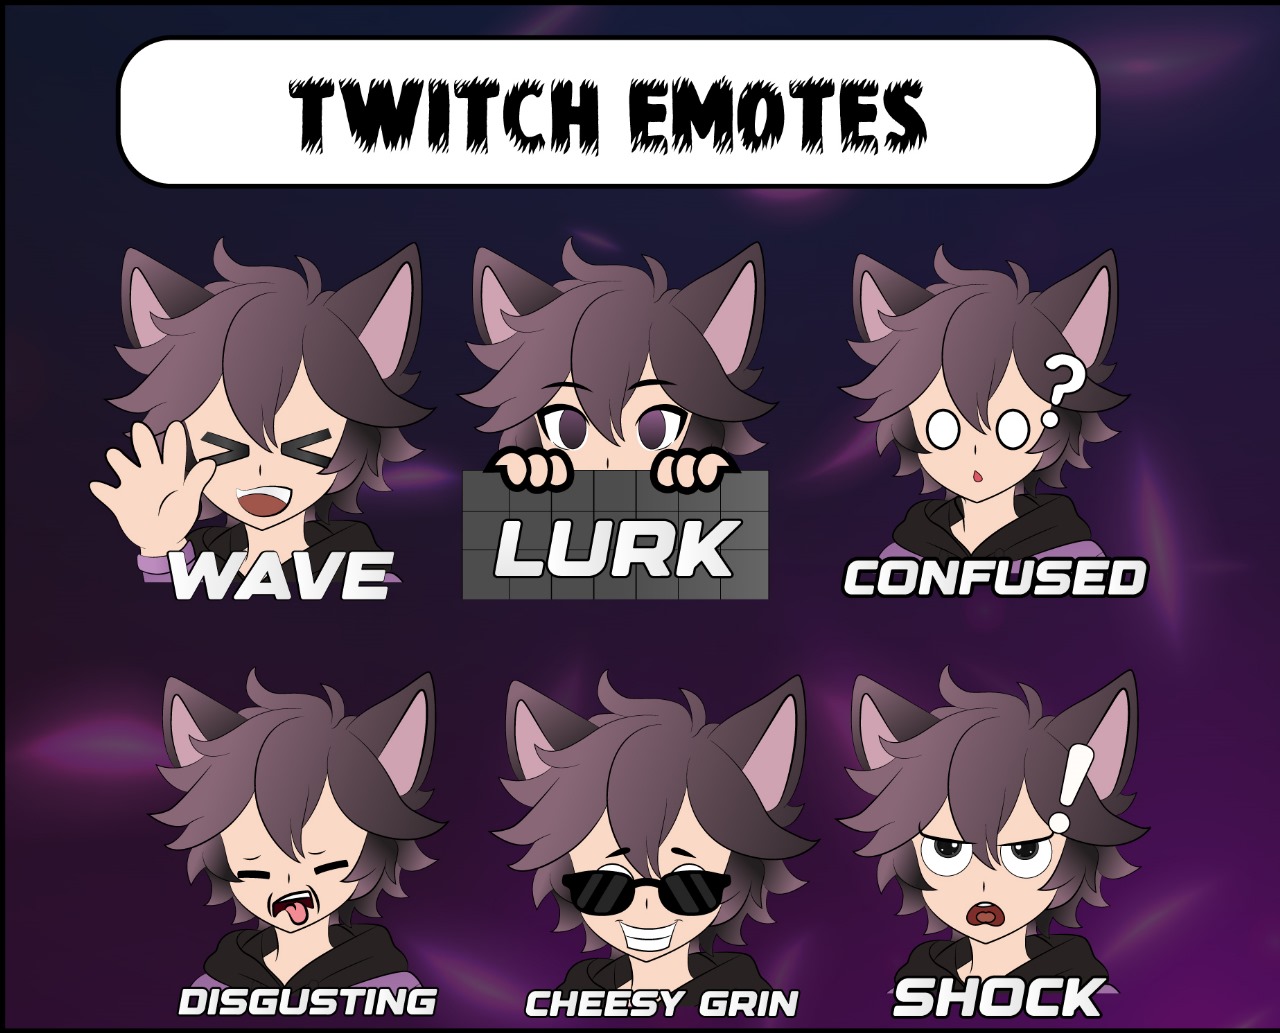 TWITCH EMOTES
WAVE
LURK
?
CONFUSED
DISGUSTING
CHEESY GRIN
!
SHOCK